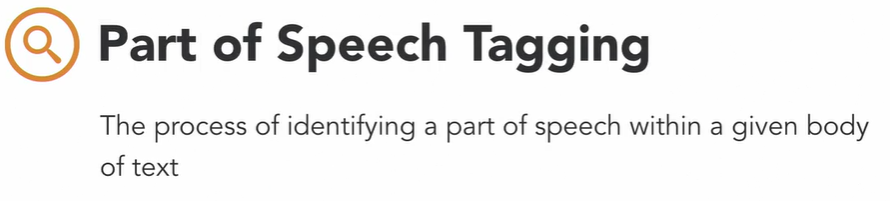 Part of Speech Tagging
The process of identifying a part of speech within a given body
of text